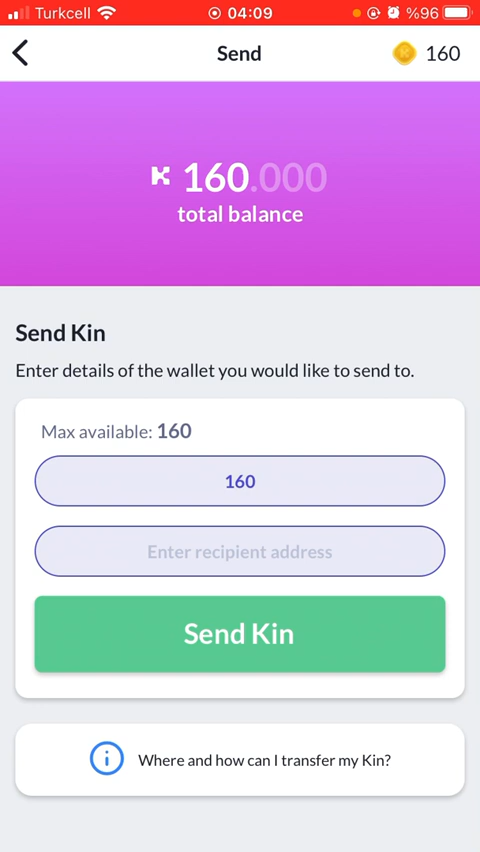 Turkcell 04:09 %96
Send 160
160.000
total balance
Send Kin
Enter details of the wallet you would like to send to.
Max available: 160
160
Enter recipient address
Send Kin
Where and how can I transfer my Kin?